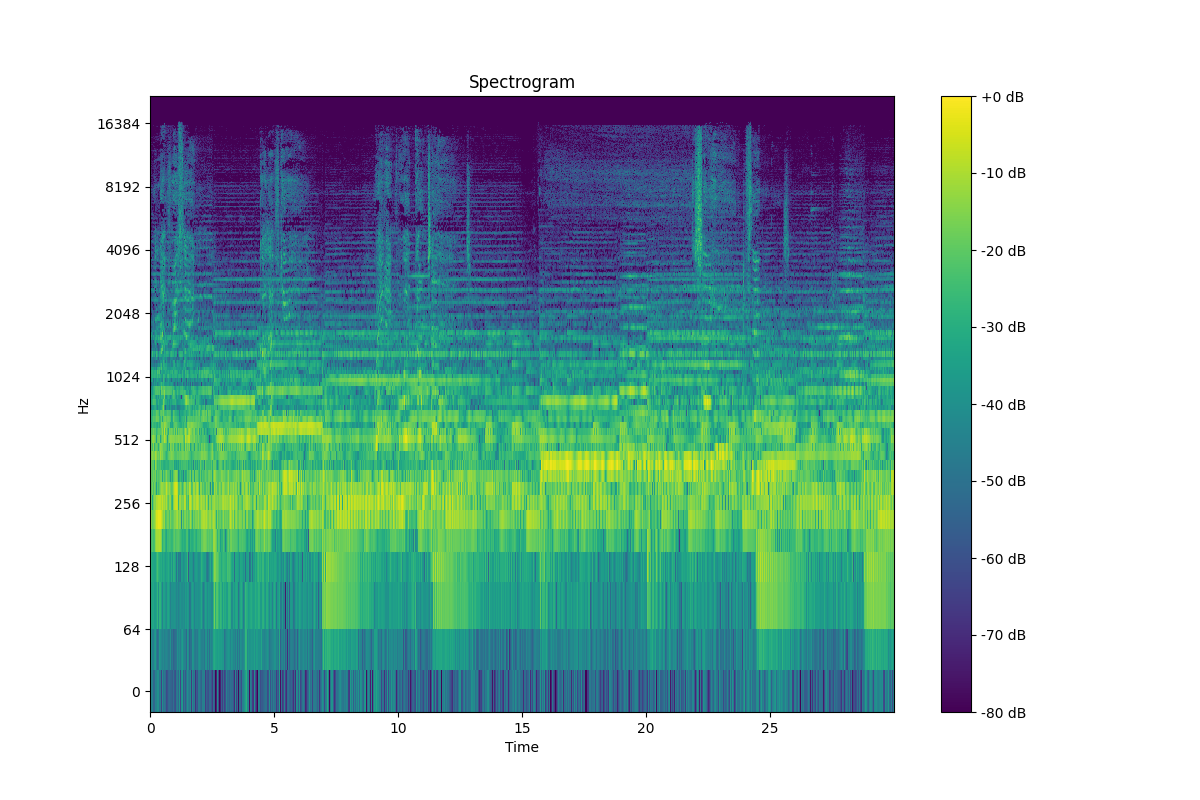 Spectrogram
16384
8192
4096
2048
1024
512
256
128
64
0
Hz
0
5
10
15
20
25
Time
+0 dB
-10 dB
-20 dB
-30 dB
-40 dB
-50 dB
-60 dB
-70 dB
-80 dB